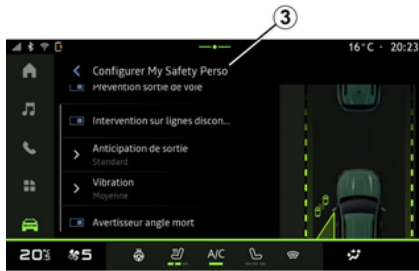 3
16°C · 20:23
Configurer My Safety Perso
Prévention sortie de voie
Intervention sur lignes discon...
Anticipation de sortie
Standard
Vibration
Moyenne
Avertisseur angle mort
20°5
5
A/C